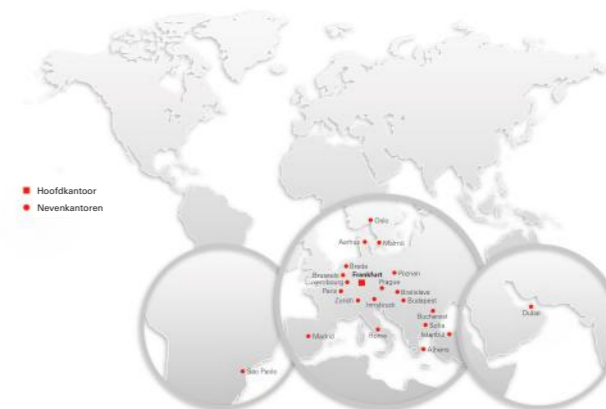 Hoofdkantoor
Nevenkantoren
Oslo
Aarhus
Malmö
Breda
Brussels
Frankfurt
Poznan
Luxembourg
Prague
Paris
Bratislava
Zurich
Innsbruck
Budapest
Bucharest
Sofia
Istanbul
Madrid
Rome
Athens
Dubai
Sao Paolo